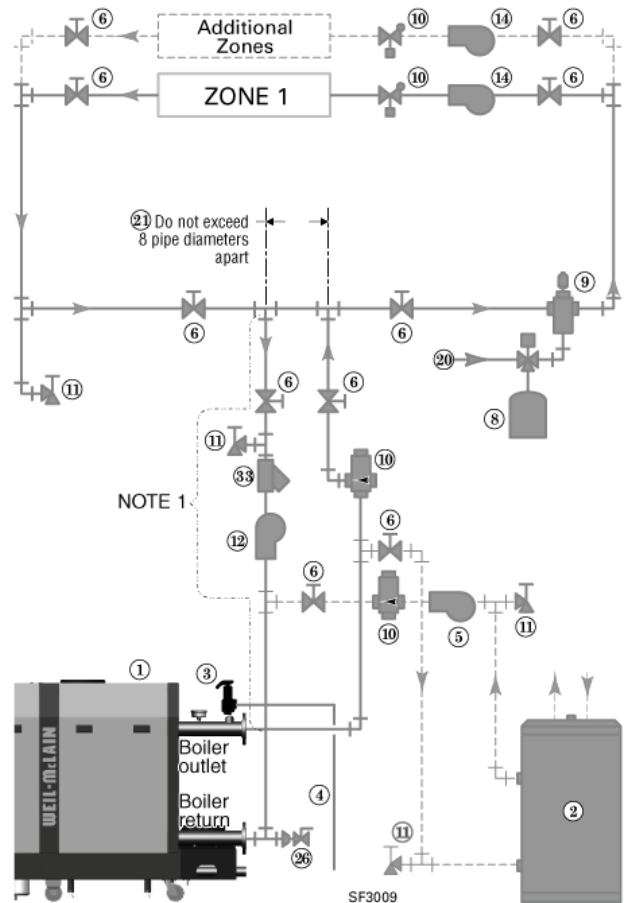 6
10
14
6
Additional
Zones
6
10
14
6
ZONE 1
21 Do not exceed
8 pipe diameters
apart
9
6
6
20
11
8
6
6
11
10
33
NOTE 1
12
6
6
10
5
11
1
3
Boiler
outlet
WEIL-McLAIN
Boiler
return
4
2
11
26
SF3009